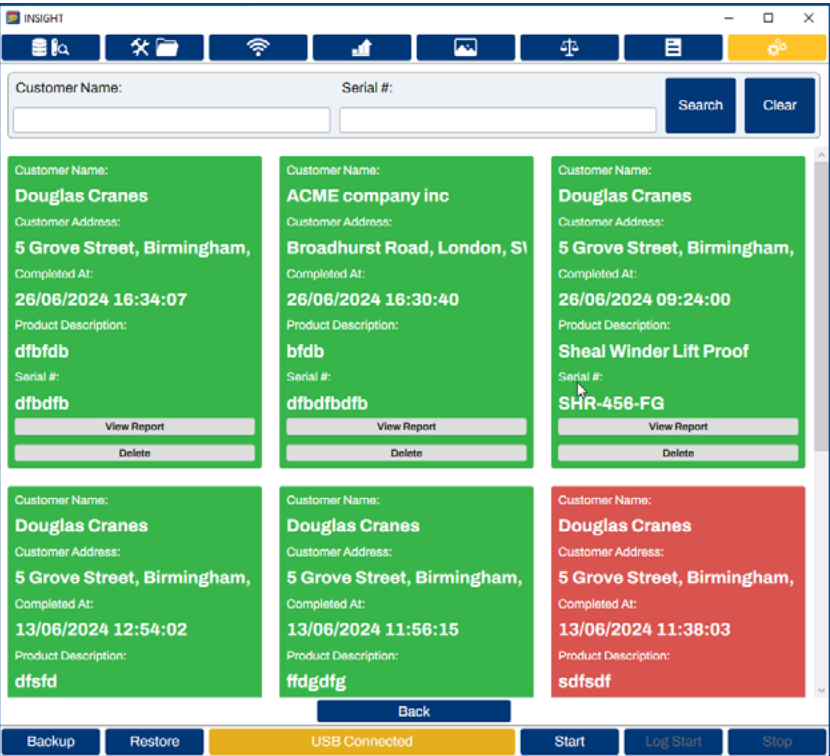 INSIGHT
Customer Name:
Serial #:
Search
Clear
Customer Name:
Douglas Cranes
Customer Address:
5 Grove Street, Birmingham,
Completed At:
26/06/2024 16:34:07
Product Description:
dfbfdb
Serial #:
dfbdfb
View Report
Delete
Customer Name:
ACME company inc
Customer Address:
Broadhurst Road, London, S
Completed At:
26/06/2024 16:30:40
Product Description:
bfdb
Serial #:
dfbdfbdfb
View Report
Delete
Customer Name:
Douglas Cranes
Customer Address:
5 Grove Street, Birmingham,
Completed At:
26/06/2024 09:24:00
Product Description:
Sheal Winder Lift Proof
Serial #:
SHR-456-FG
View Report
Delete
Customer Name:
Douglas Cranes
Customer Address:
5 Grove Street, Birmingham,
Completed At:
13/06/2024 12:54:02
Product Description:
dfsfd
Customer Name:
Douglas Cranes
Customer Address:
5 Grove Street, Birmingham,
Completed At:
13/06/2024 11:56:15
Product Description:
ffdgdfg
Customer Name:
Douglas Cranes
Customer Address:
5 Grove Street, Birmingham,
Completed At:
13/06/2024 11:38:03
Product Description:
sdfsdf
Back
Backup
Restore
USB Connected
Start
Log Start
Stop